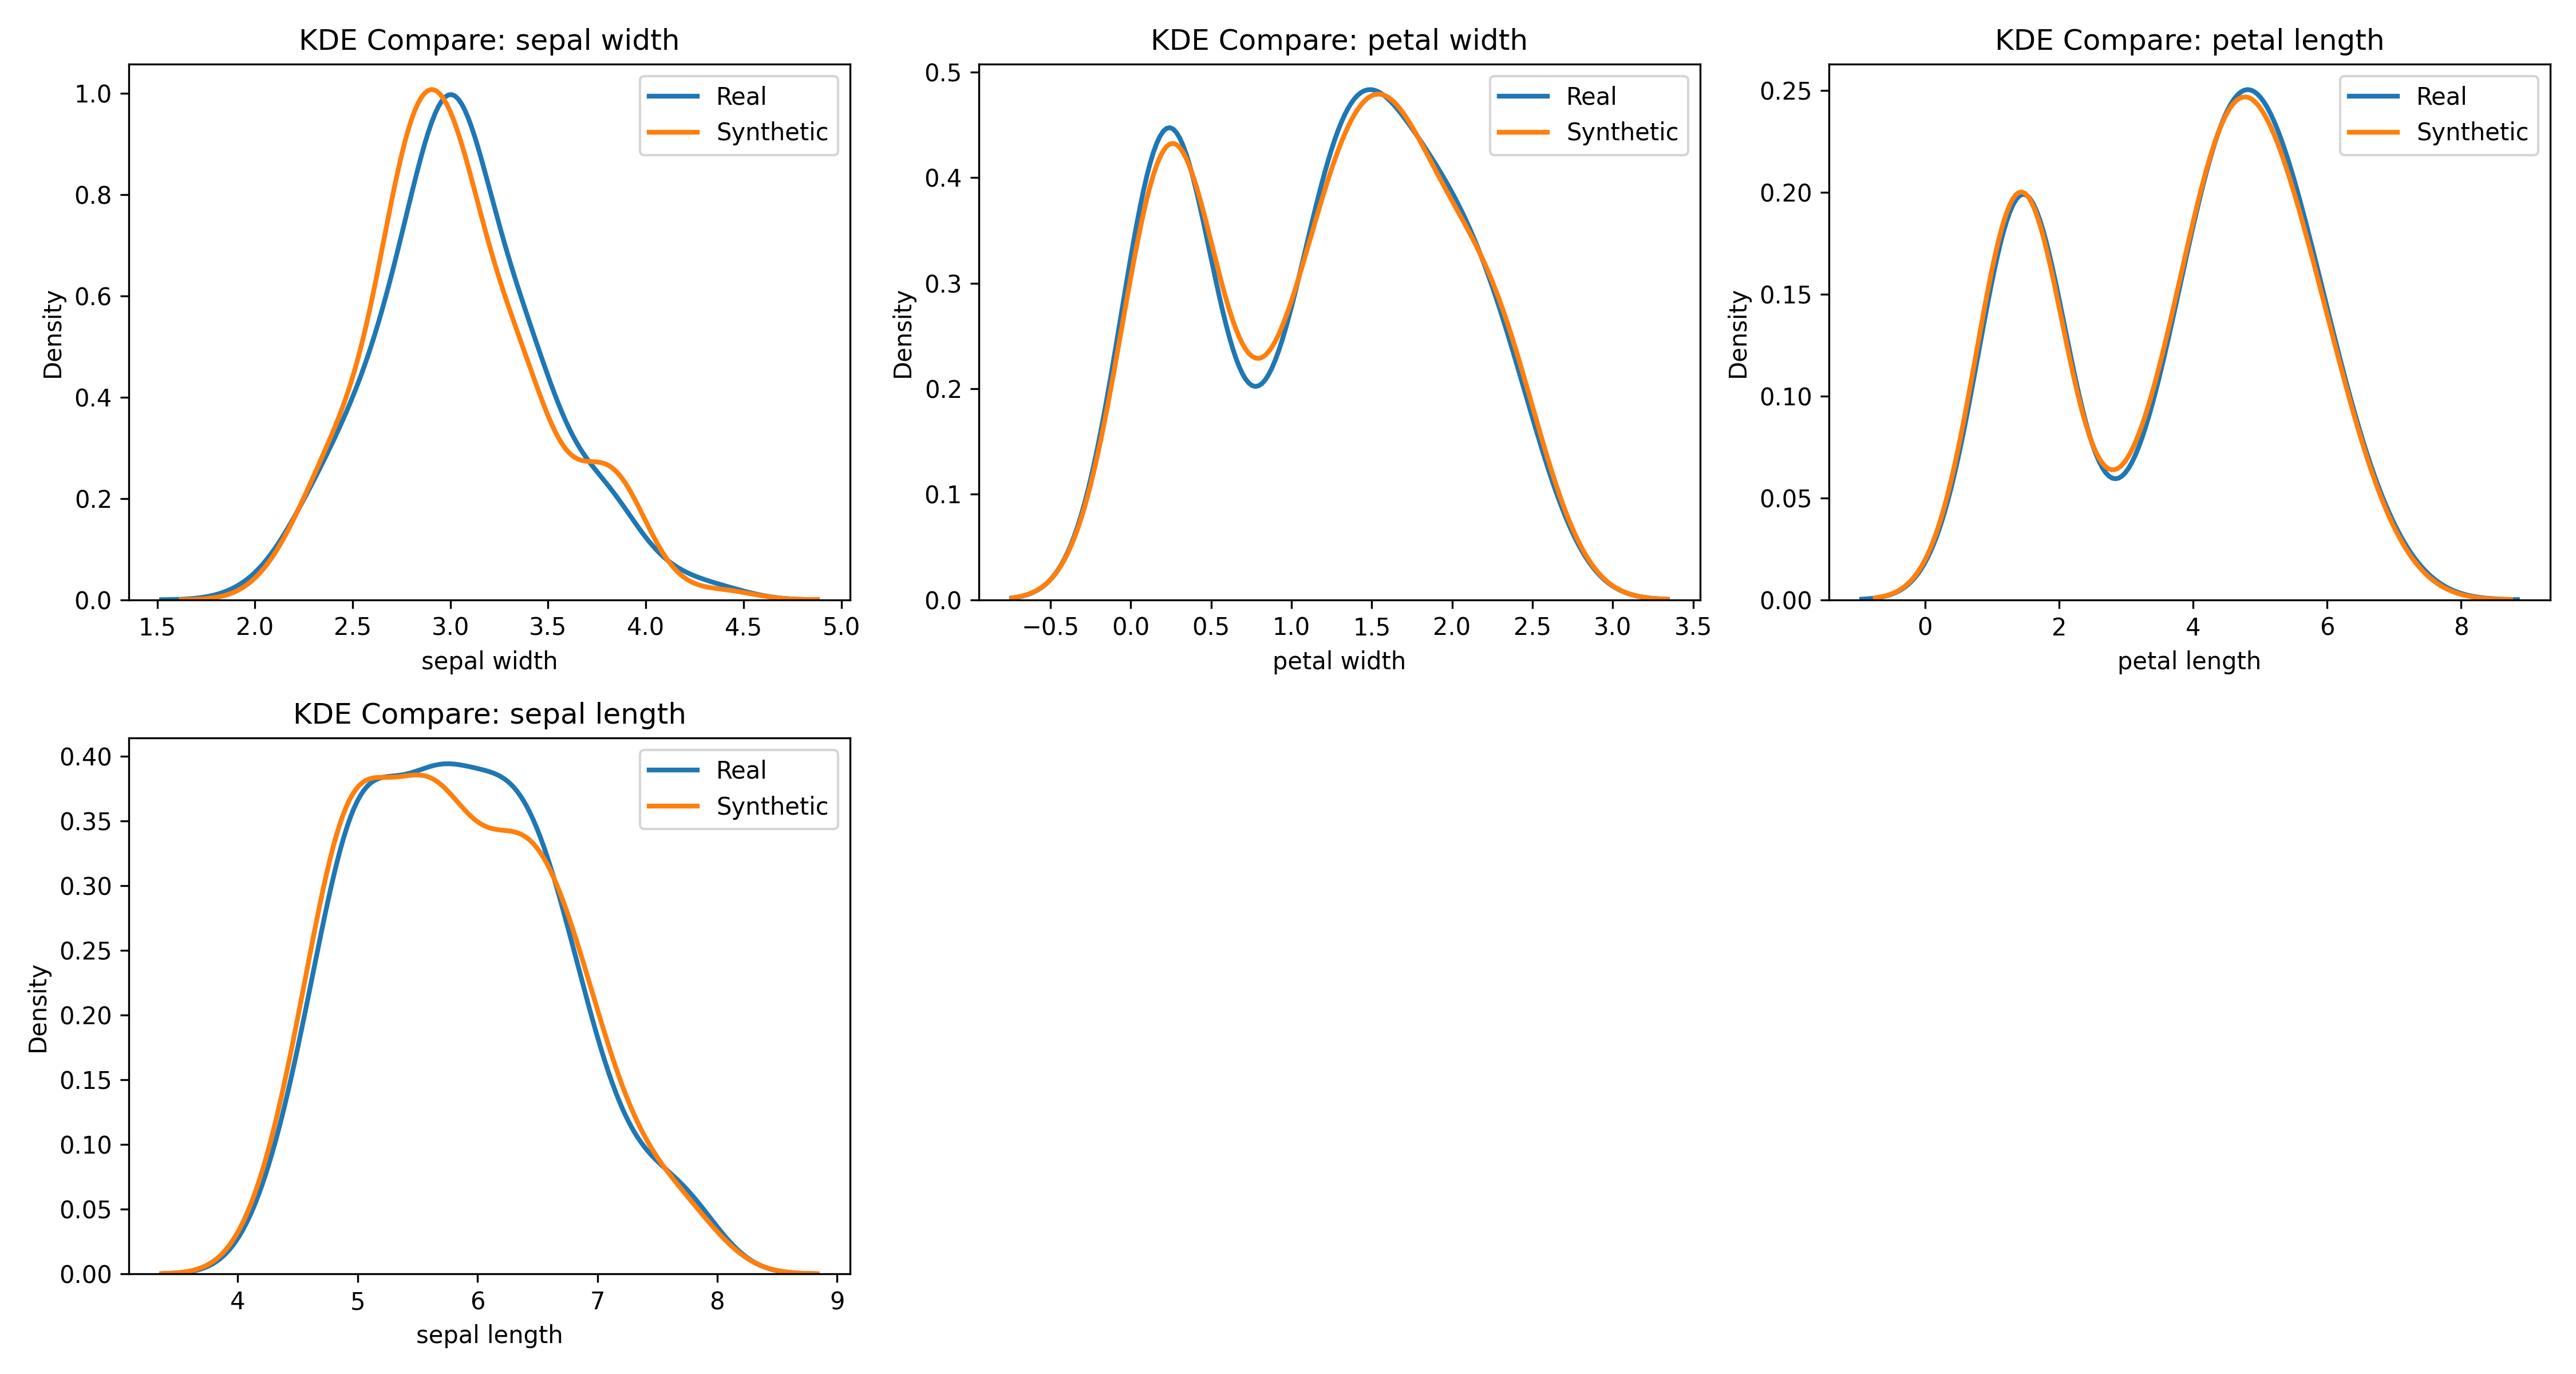 KDE Compare: sepal width
Real
Synthetic
Density
1.0
0.8
0.6
0.4
0.2
0.0
1.5 2.0 2.5 3.0 3.5 4.0 4.5 5.0
sepal width
KDE Compare: petal width
Real
Synthetic
Density
0.5
0.4
0.3
0.2
0.1
0.0
−0.5 0.0 0.5 1.0 1.5 2.0 2.5 3.0 3.5
petal width
KDE Compare: petal length
Real
Synthetic
Density
0.25
0.20
0.15
0.10
0.05
0.00
0 2 4 6 8
petal length
KDE Compare: sepal length
Real
Synthetic
Density
0.40
0.35
0.30
0.25
0.20
0.15
0.10
0.05
0.00
4 5 6 7 8 9
sepal length